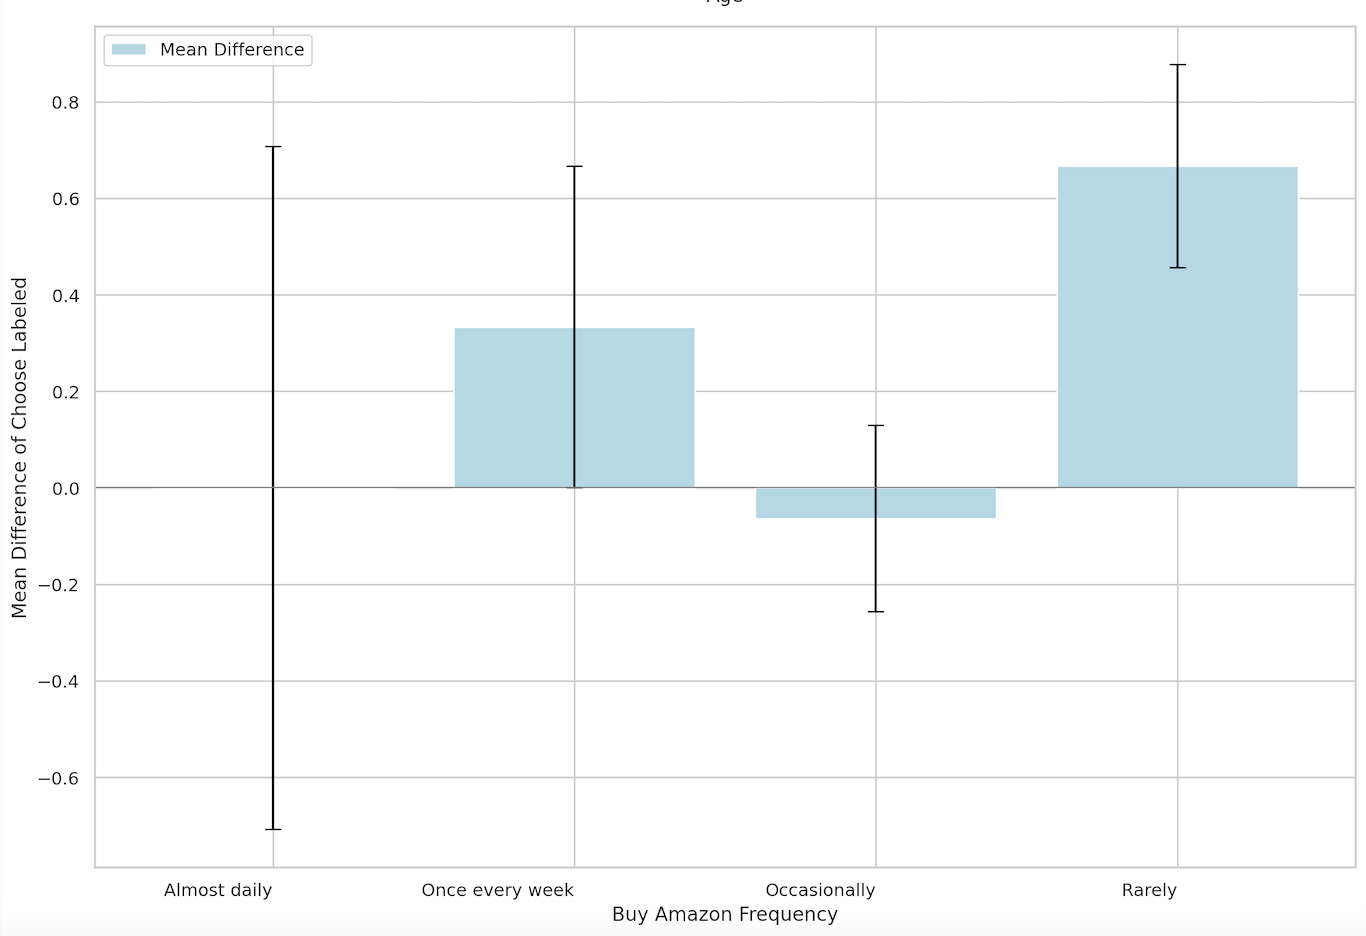 Age
Mean Difference
Mean Difference of Choose Labeled
0.8
0.6
0.4
0.2
0.0
−0.2
−0.4
−0.6
Almost daily
Once every week
Occasionally
Rarely
Buy Amazon Frequency